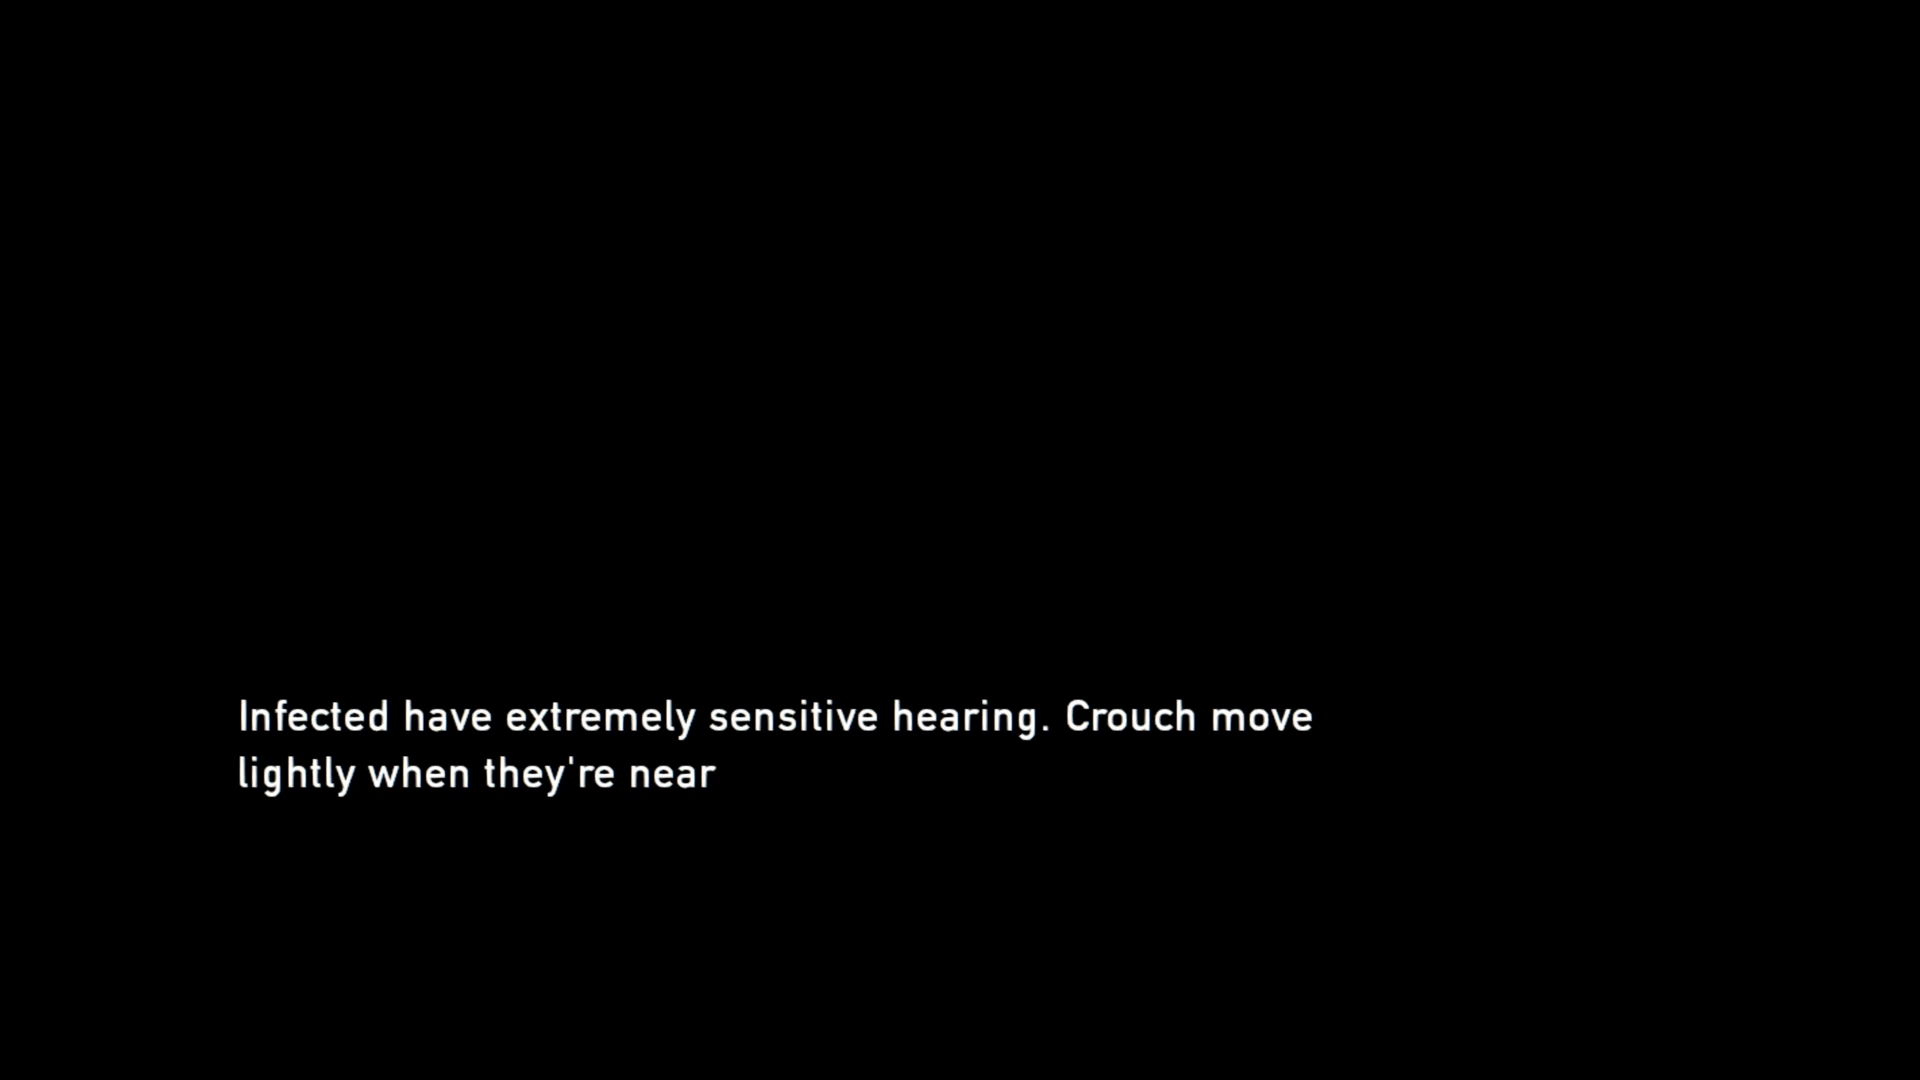 Infected have extremely sensitive hearing. Crouch move
lightly when they're near